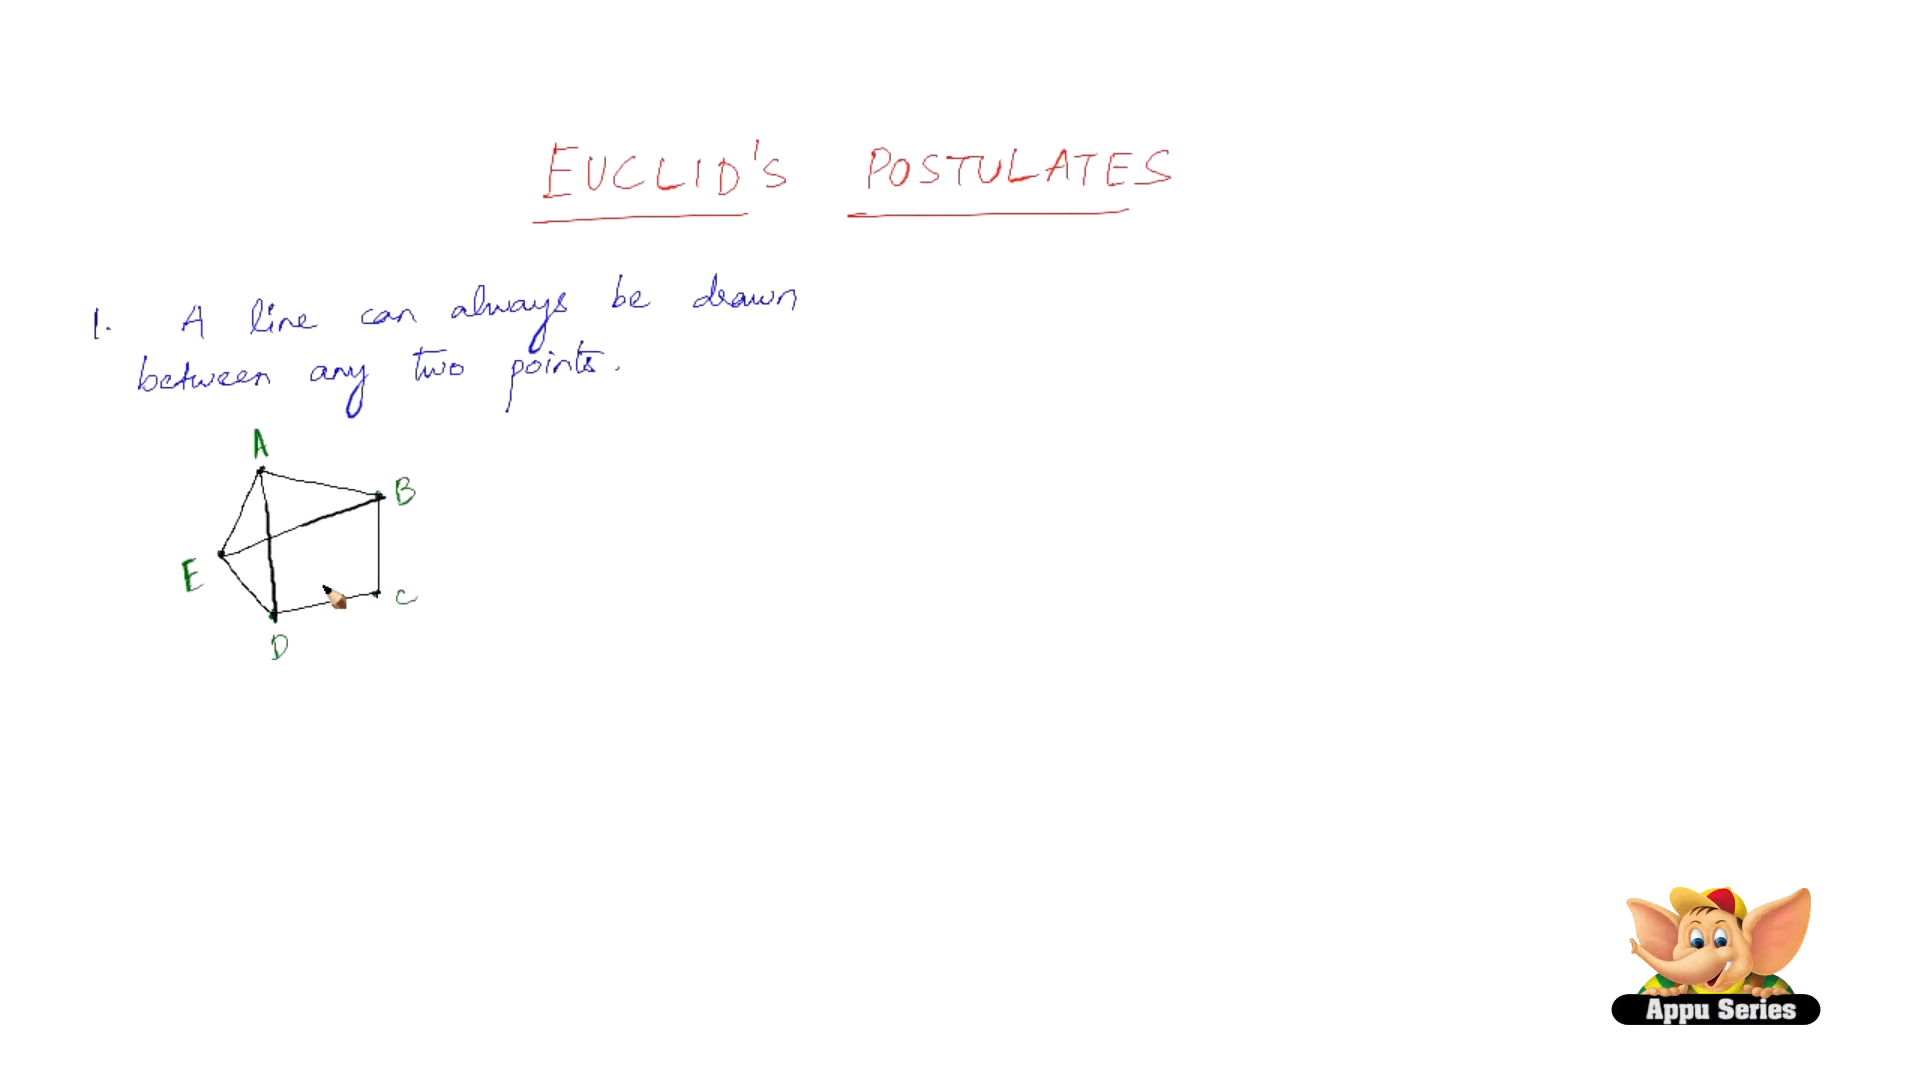 EUCLID'S POSTULATES
1. A line can always be drawn
between any two points.
A
B
E
C
D
Appu Series